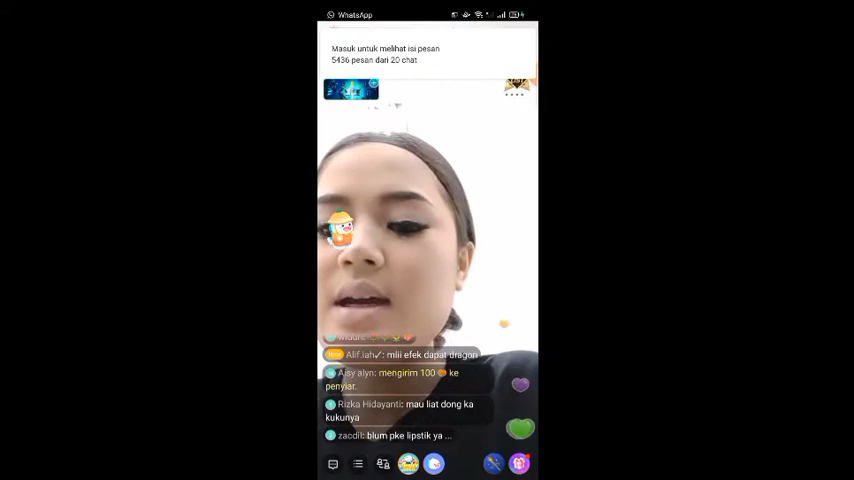 WhatsApp
Masuk untuk melihat isi pesan
5436 pesan dari 20 chat
Alif.iah✓: mlii efek dapat dragon
Aisy alyn: mengirim 100 🎃 ke
penyiar.
Rizka Hidayanti: mau liat dong ka
kukunya
zacdil: blum pke lipstik ya ...